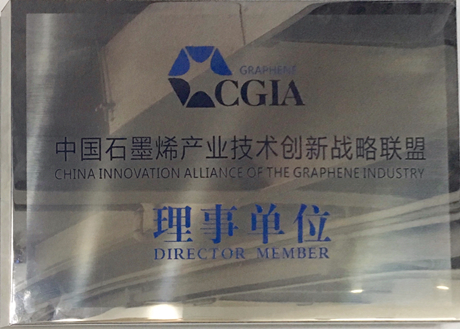 GRAPHENE
CGIA
中国石墨烯产业技术创新战略联盟
CHINA INNOVATION ALLIANCE OF THE GRAPHENE INDUSTRY
理事单位
DIRECTOR MEMBER